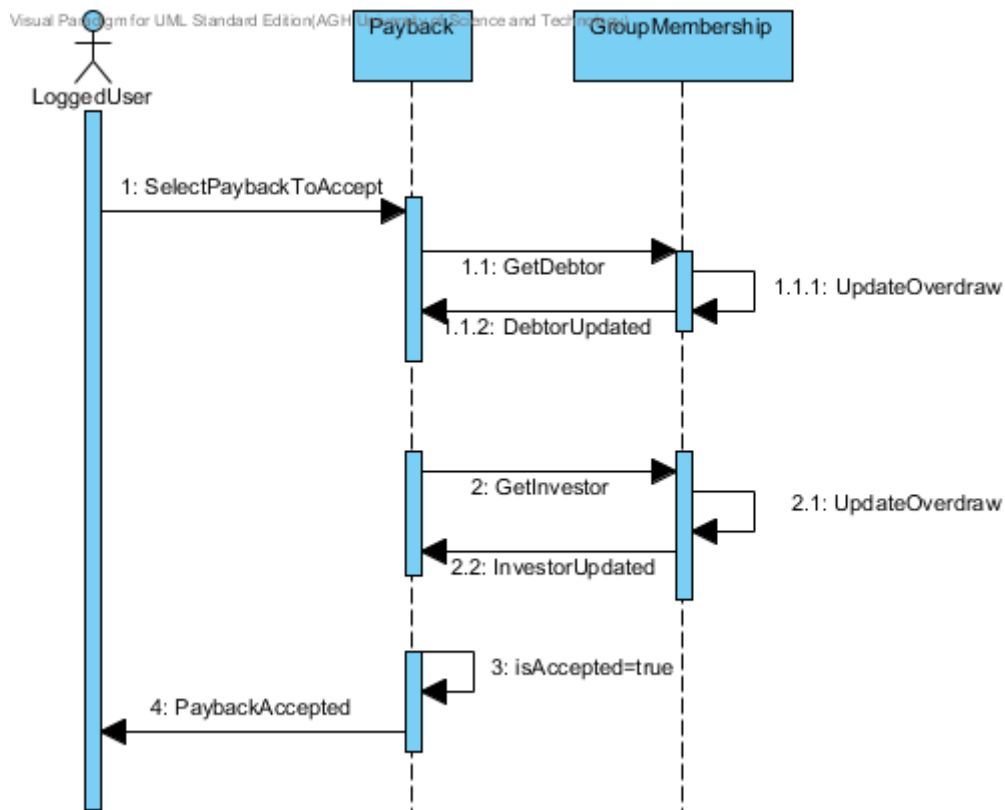 Visual Paradigm for UML Standard Edition(AGH University of Science and Technology)
Payback
GroupMembership
LoggedUser
1: SelectPaybackToAccept
1.1: GetDebtor
1.1.1: UpdateOverdraw
1.1.2: DebtorUpdated
2: GetInvestor
2.1: UpdateOverdraw
2.2: InvestorUpdated
3: isAccepted=true
4: PaybackAccepted